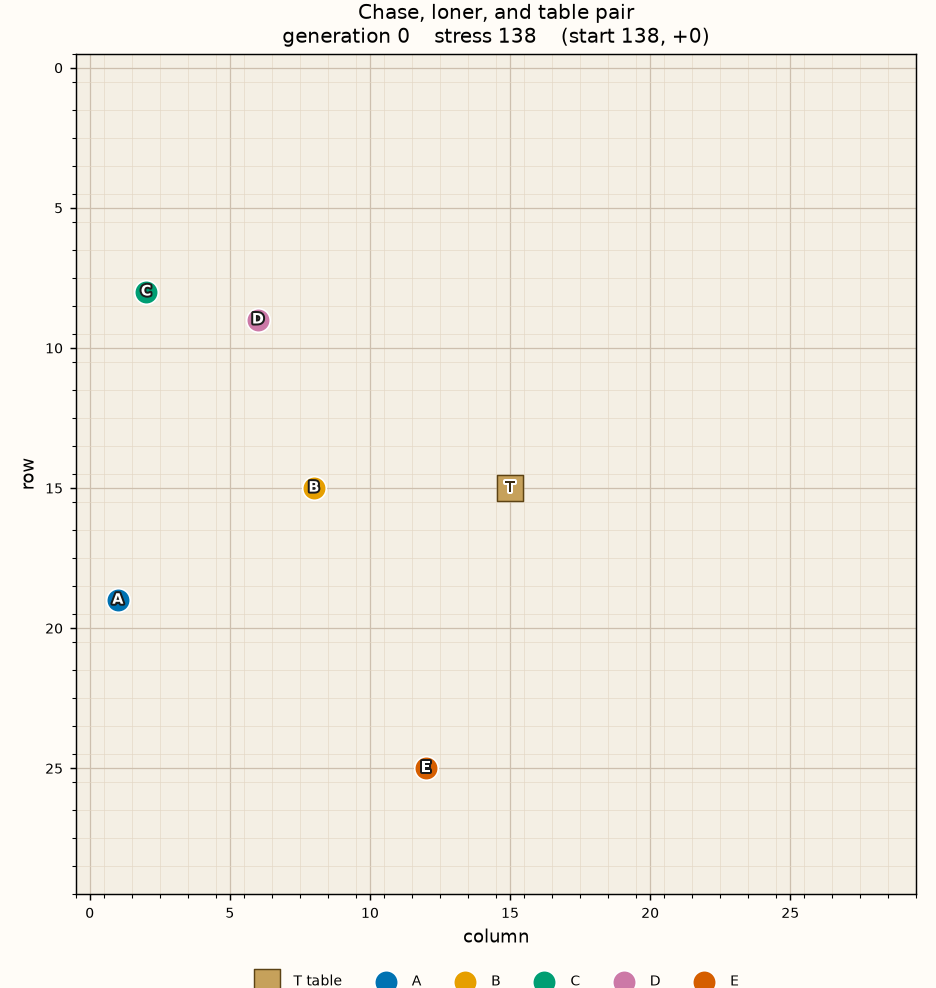 Chase, loner, and table pair
generation 0    stress 138    (start 138, +0)
0
5
10
15
20
25
row
C
D
B
T
A
E
0 5 10 15 20 25
column
T table A B C D E